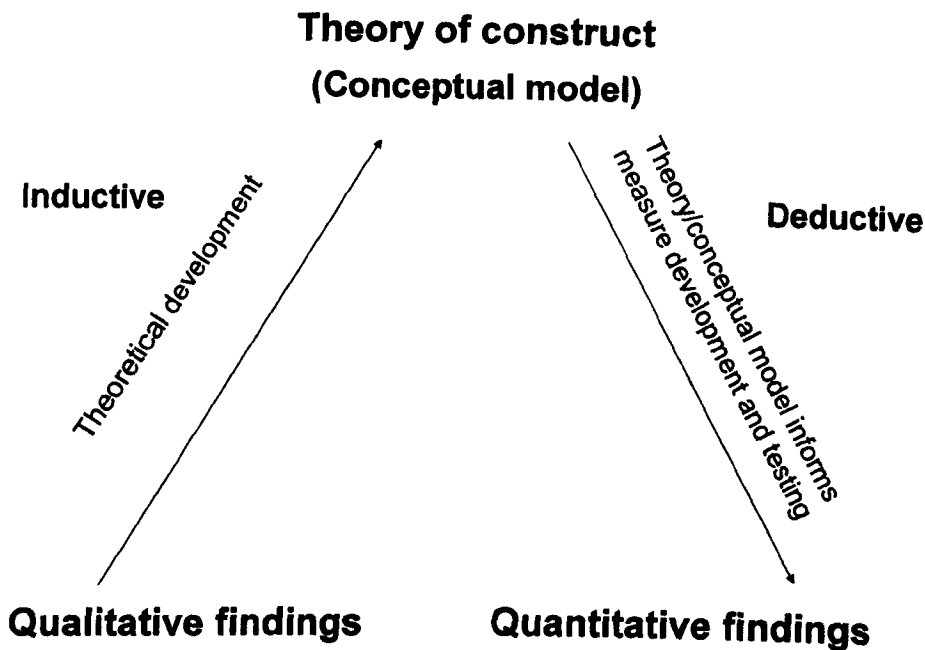 Theory of construct
(Conceptual model)
Inductive
Theoretical development
Theory/conceptual model informs
measure development and testing
Deductive
Qualitative findings
Quantitative findings